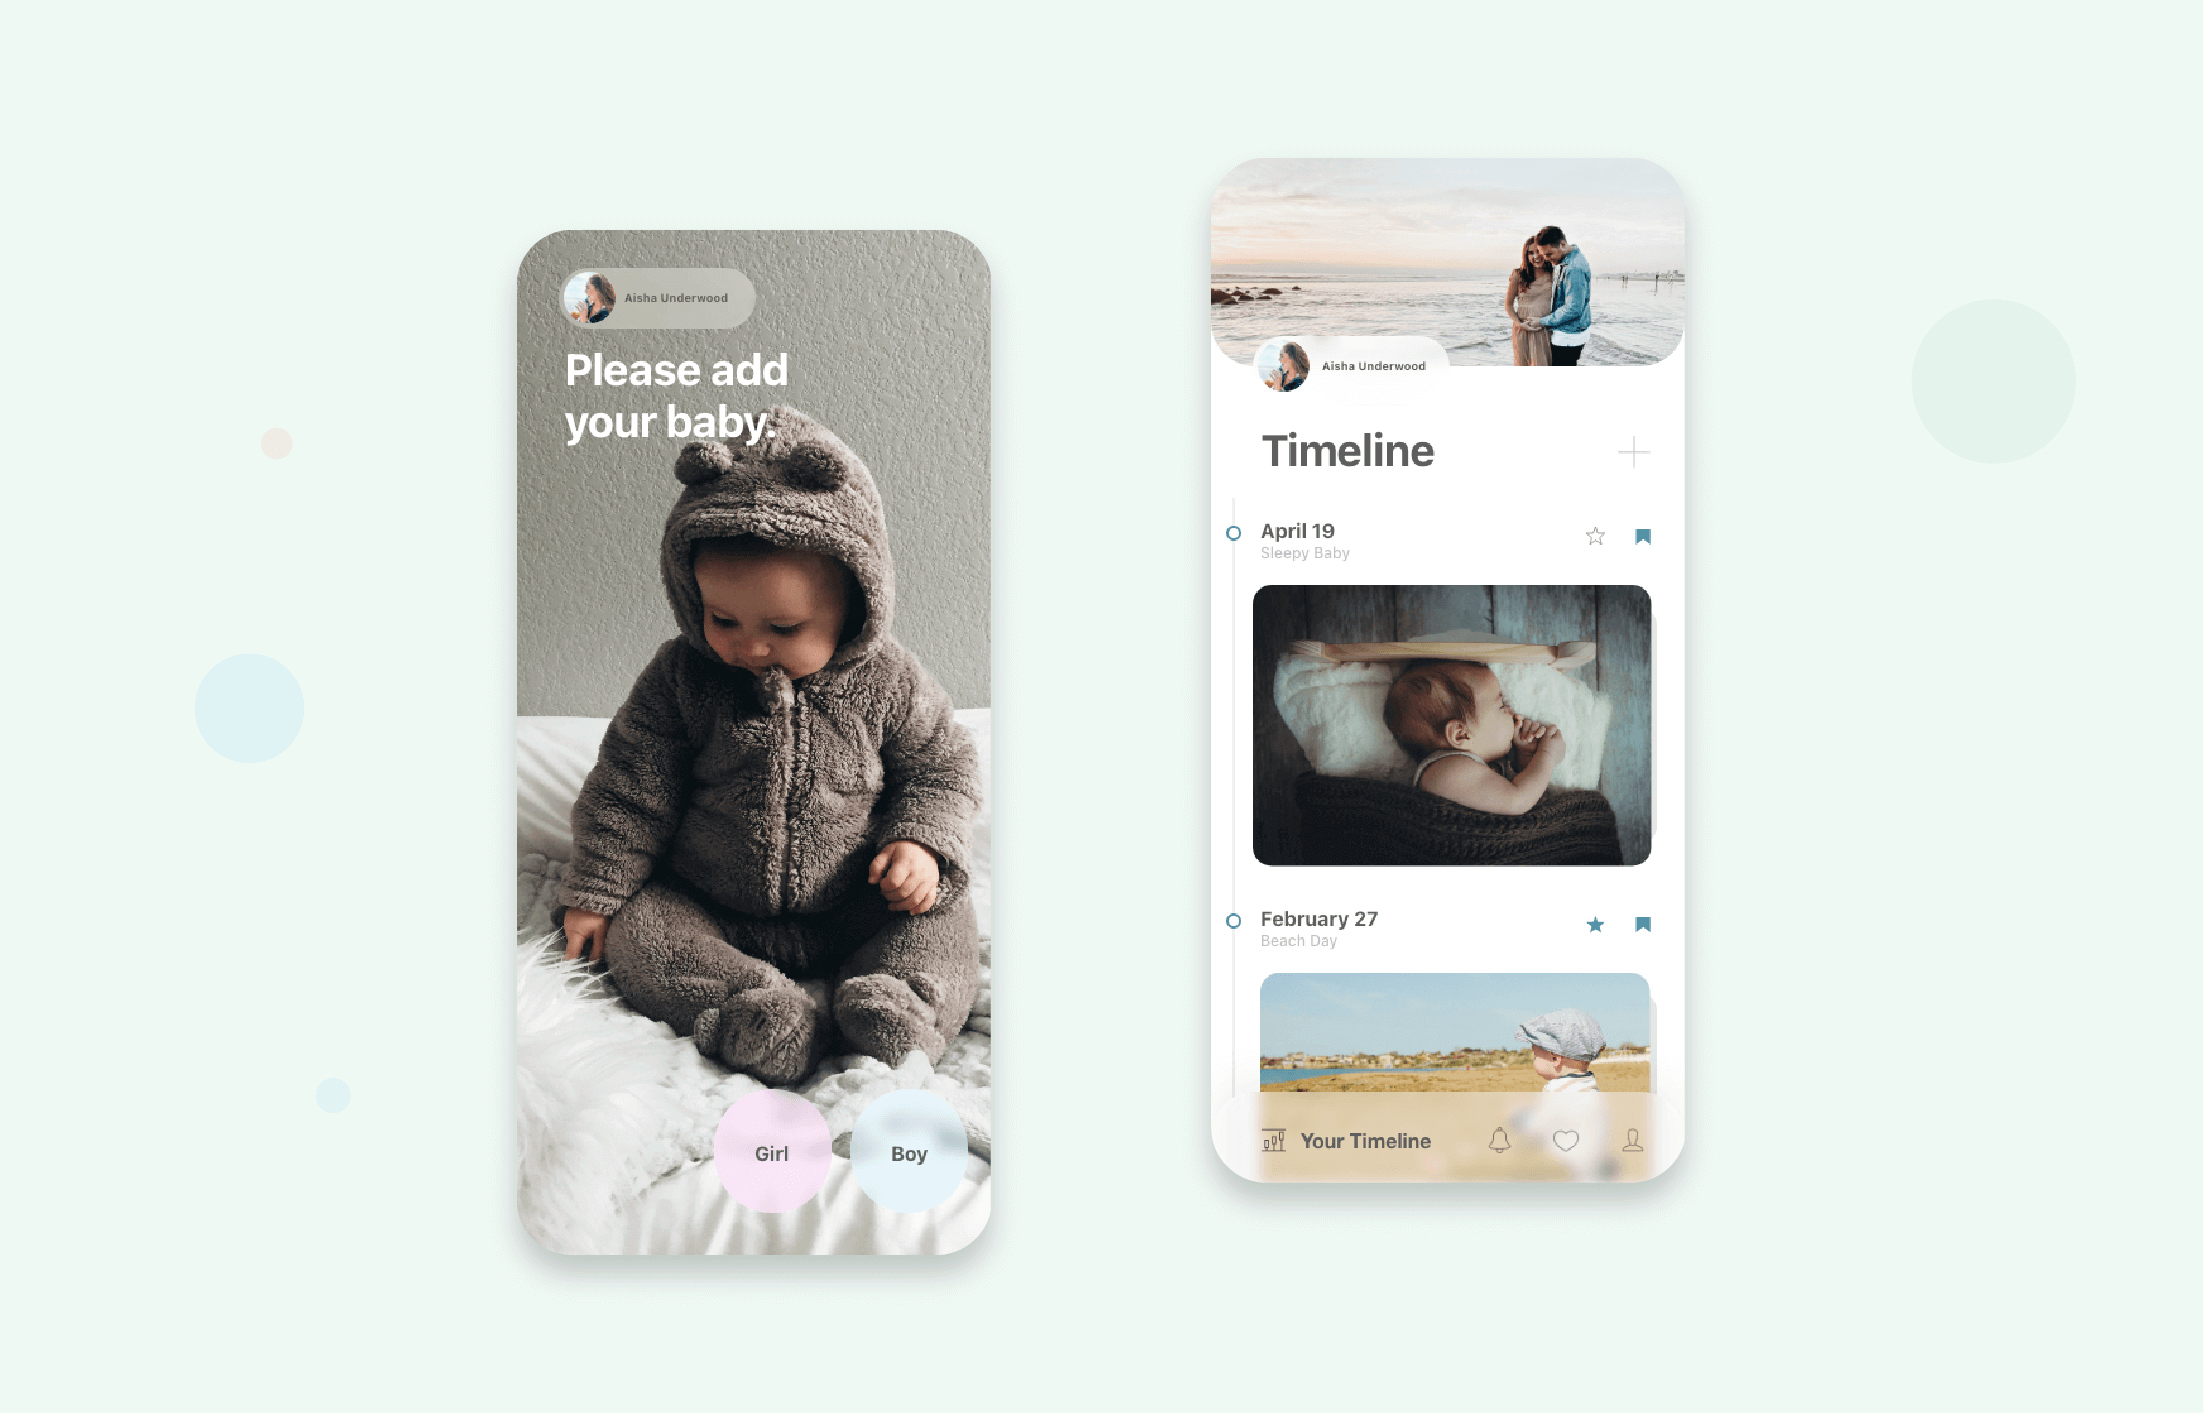 Aisha Underwood
Please add
your baby.
Girl
Boy
Aisha Underwood
Timeline
April 19
Sleepy Baby
February 27
Beach Day
Your Timeline